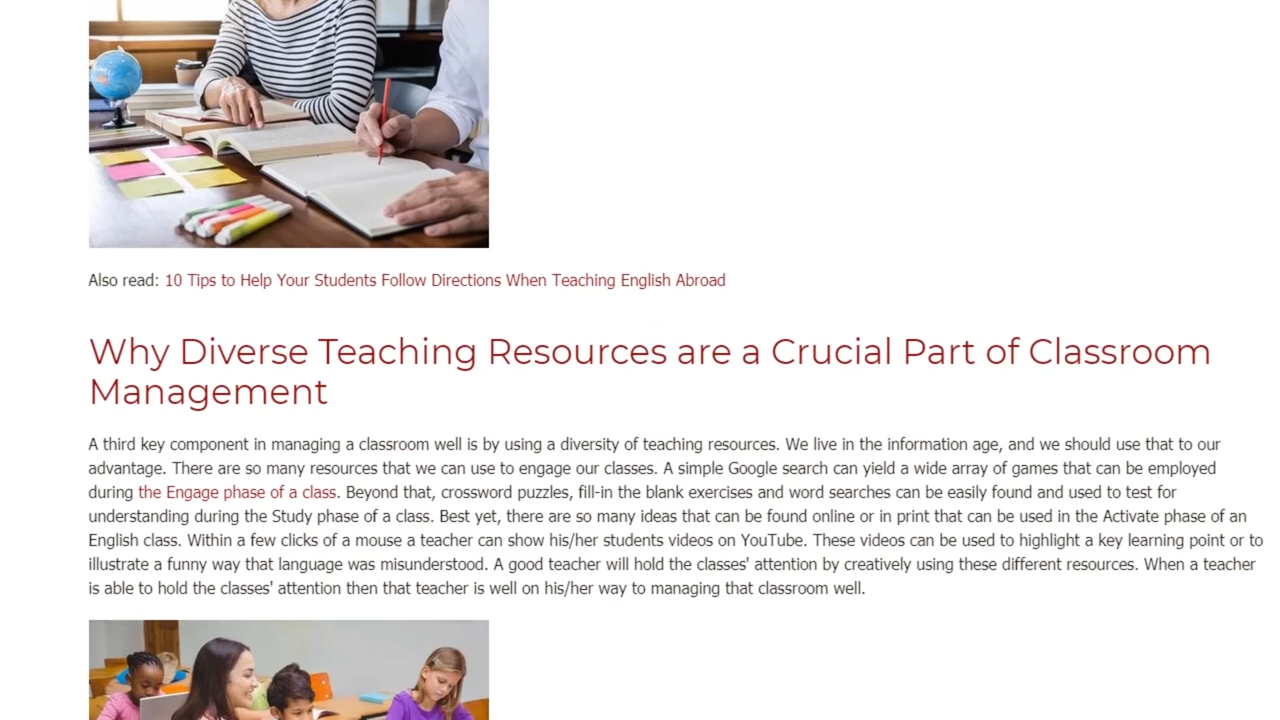 Also read: 10 Tips to Help Your Students Follow Directions When Teaching English Abroad
Why Diverse Teaching Resources are a Crucial Part of Classroom
Management
A third key component in managing a classroom well is by using a diversity of teaching resources. We live in the information age, and we should use that to our
advantage. There are so many resources that we can use to engage our classes. A simple Google search can yield a wide array of games that can be employed
during the Engage phase of a class. Beyond that, crossword puzzles, fill-in the blank exercises and word searches can be easily found and used to test for
understanding during the Study phase of a class. Best yet, there are so many ideas that can be found online or in print that can be used in the Activate phase of an
English class. Within a few clicks of a mouse a teacher can show his/her students videos on YouTube. These videos can be used to highlight a key learning point or to
illustrate a funny way that language was misunderstood. A good teacher will hold the classes' attention by creatively using these different resources. When a teacher
is able to hold the classes' attention then that teacher is well on his/her way to managing that classroom well.